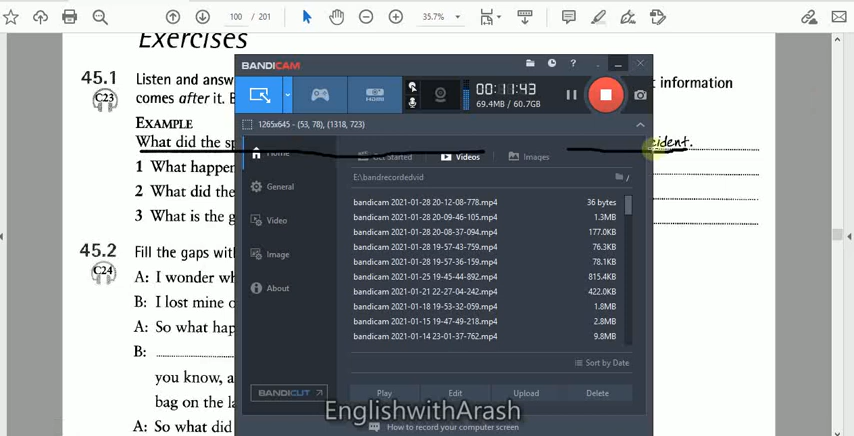 100 / 201
35.7%
Exercises
45.1 Listen and answ
t information
C23
comes after it. B
EXAMPLE
What did the sp
cident.
1 What happen
2 What did the
3 What is the g
45.2 Fill the gaps wit
C24
A: I wonder wh
B: I lost mine o
A: So what hap
B:
you know, a
bag on the la
A: So what did
BANDICAM
?
HDMI
00:11:43
69.4MB / 60.7GB
1265x645 - (53, 78), (1318, 723)
Home
General
Video
Image
About
BANDICUT
Get Started
Videos
Images
E:\bandrecordedvid
/
bandicam 2021-01-28 20-12-08-778.mp4 36 bytes
bandicam 2021-01-28 20-09-46-105.mp4 1.3MB
bandicam 2021-01-28 20-08-37-094.mp4 177.0KB
bandicam 2021-01-28 19-57-43-759.mp4 76.3KB
bandicam 2021-01-28 19-57-36-159.mp4 78.1KB
bandicam 2021-01-25 19-45-44-892.mp4 815.4KB
bandicam 2021-01-21 22-27-04-242.mp4 422.0KB
bandicam 2021-01-18 19-53-32-059.mp4 1.8MB
bandicam 2021-01-15 19-47-49-218.mp4 2.8MB
bandicam 2021-01-14 23-01-37-762.mp4 9.8MB
Sort by Date
Play Edit Upload Delete
EnglishwithArash
How to record your computer screen